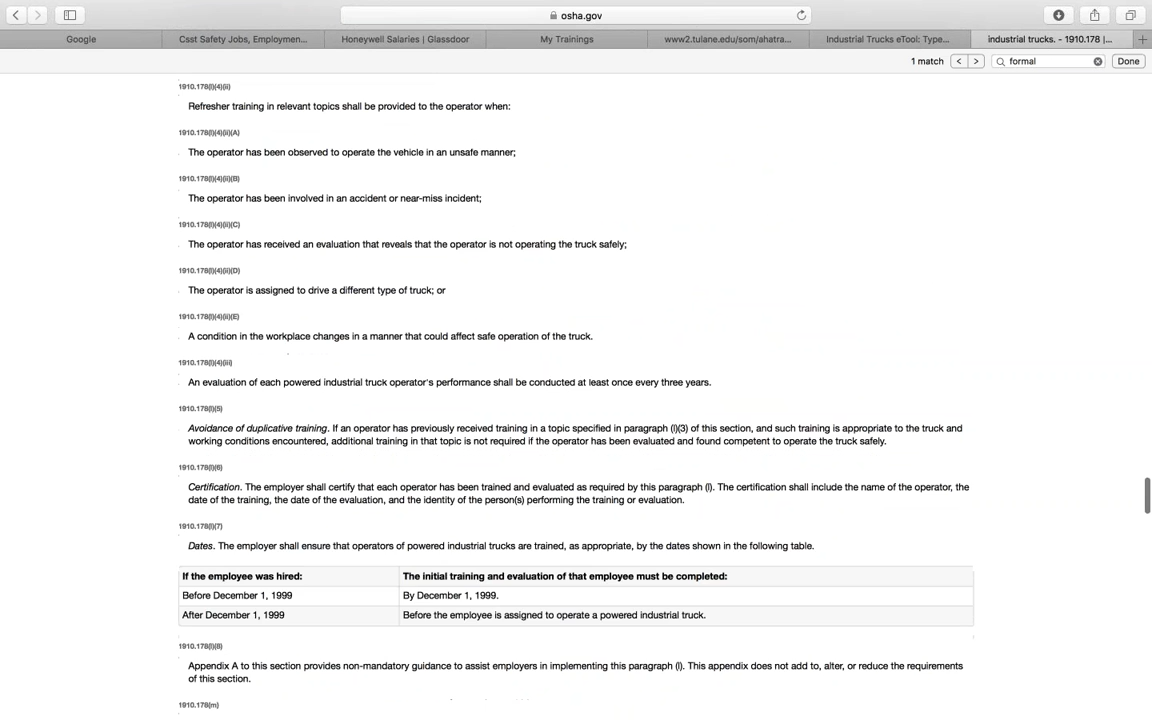 osha.gov
Google
Csst Safety Jobs, Employmen...
Honeywell Salaries | Glassdoor
My Trainings
www2.tulane.edu/som/ahatra...
Industrial Trucks eTool: Type...
industrial trucks. - 1910.178 |...
1 match
formal
Done
1910.178(l)(4)(ii)
Refresher training in relevant topics shall be provided to the operator when:
1910.178(l)(4)(ii)(A)
The operator has been observed to operate the vehicle in an unsafe manner;
1910.178(l)(4)(ii)(B)
The operator has been involved in an accident or near-miss incident;
1910.178(l)(4)(ii)(C)
The operator has received an evaluation that reveals that the operator is not operating the truck safely;
1910.178(l)(4)(ii)(D)
The operator is assigned to drive a different type of truck; or
1910.178(l)(4)(ii)(E)
A condition in the workplace changes in a manner that could affect safe operation of the truck.
1910.178(l)(4)(iii)
An evaluation of each powered industrial truck operator's performance shall be conducted at least once every three years.
1910.178(l)(5)
Avoidance of duplicative training. If an operator has previously received training in a topic specified in paragraph (l)(3) of this section, and such training is appropriate to the truck and
working conditions encountered, additional training in that topic is not required if the operator has been evaluated and found competent to operate the truck safely.
1910.178(l)(6)
Certification. The employer shall certify that each operator has been trained and evaluated as required by this paragraph (l). The certification shall include the name of the operator, the
date of the training, the date of the evaluation, and the identity of the person(s) performing the training or evaluation.
1910.178(l)(7)
Dates. The employer shall ensure that operators of powered industrial trucks are trained, as appropriate, by the dates shown in the following table.
If the employee was hired: The initial training and evaluation of that employee must be completed:
Before December 1, 1999 By December 1, 1999.
After December 1, 1999 Before the employee is assigned to operate a powered industrial truck.
1910.178(l)(8)
Appendix A to this section provides non-mandatory guidance to assist employers in implementing this paragraph (l). This appendix does not add to, alter, or reduce the requirements
of this section.
1910.178(m)